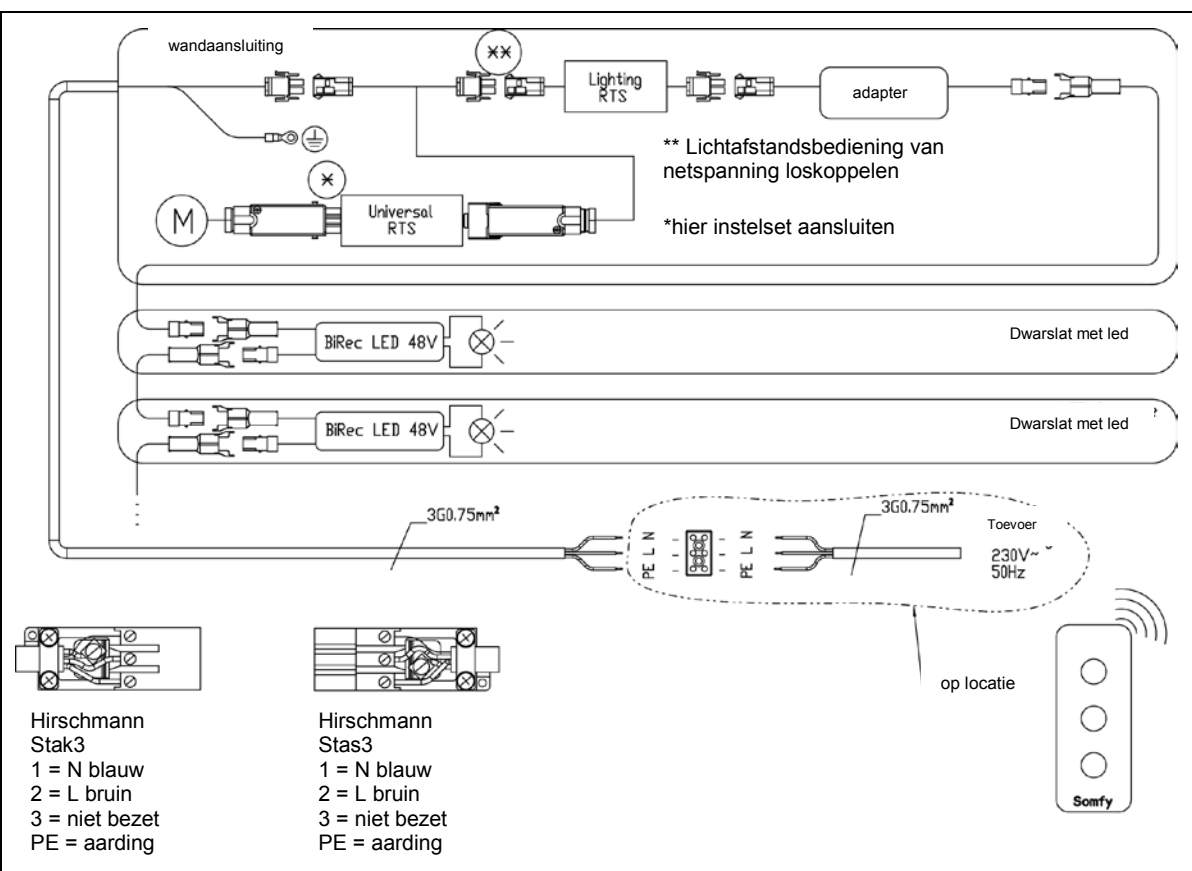 wandaansluiting
**
Lighting
RTS
adapter
** Lichtafstandsbediening van
netspanning loskoppelen
*
M
Universal
RTS
*hier instelset aansluiten
BiRec LED 48V
Dwarslat met led
BiRec LED 48V
Dwarslat met led
3G0.75mm²
PE L N
PE L N
3G0.75mm²
Toevoer
230V~
50Hz
op locatie
Somfy
Hirschmann
Stak3
1 = N blauw
2 = L bruin
3 = niet bezet
PE = aarding
Hirschmann
Stas3
1 = N blauw
2 = L bruin
3 = niet bezet
PE = aarding